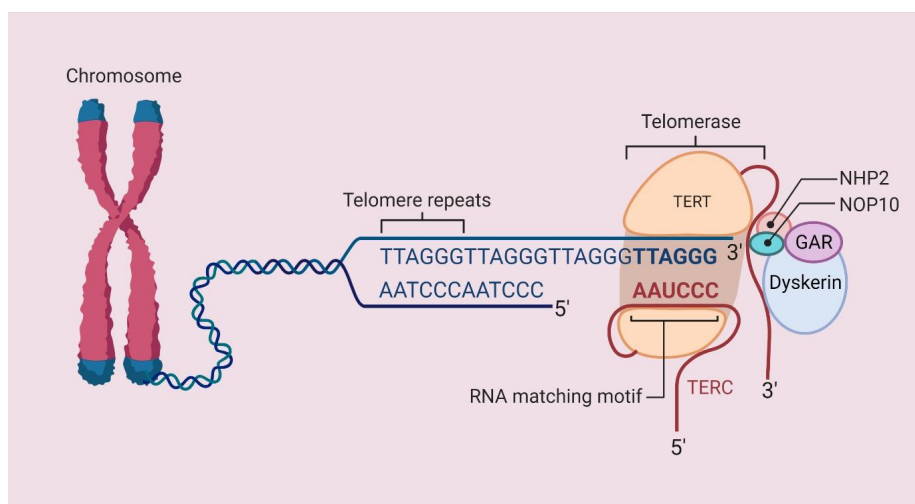 Chromosome
Telomerase
NHP2
NOP10
TERT
Telomere repeats
GAR
TTAGGGTTAGGGTTAGGGTTAGGG 3'
Dyskerin
AATCCCAATCCC
AAUCCC
5'
RNA matching motif
TERC
3'
5'